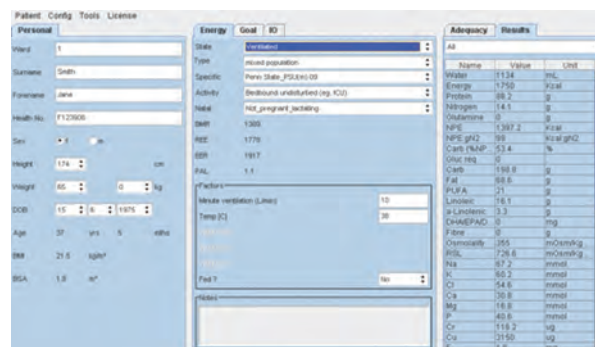 Patient Config Tools License
Personal
Ward 1
Surname Smith
Forename Jane
Health No. F123606
Sex f m
Height 174 cm
Weight 65 0 kg
DOB 15 6 1975
Age 37 yrs 5 mths
BMI 21.5 kg/m²
BSA 1.8 m²
Energy Goal IO
State Ventilated
Type mixed population
Specific Penn State_PSU(m) 09
Activity Bedbound undisturbed (eg. ICU)
Natal Not_pregnant_lactating
BMR 1389
REE 1778
EER 1917
PAL 1.1
Factors
Minute ventilation (L/min) 10
Temp (C) 38
Fed ? No
Notes
Adequacy Results
All
Name Value Unit
Water 1124 mL
Energy 1750 Kcal
Protein 88.2 g
Nitrogen 14.1 g
Glutamine 0 g
NPE 1397.2 Kcal
NPE:gN2 99 Kcal:gN2
Carb (%NP... 53.4 %
Gluc req. 0
Carb 198.8 g
Fat 68.6 g
PUFA 21 g
Linoleic 16.1 g
a-Linolenic 3.3 g
DHA/EPA/D... 0 mg
Fibre 0 g
Osmolality 355 mOsm/kg...
RSL 726.6 mOsm/kg...
Na 67.2 mmol
K 60.2 mmol
Cl 54.6 mmol
Ca 30.8 mmol
Mg 16.8 mmol
P 40.6 mmol
Cr 116.2 ug
Cu 3150 ug